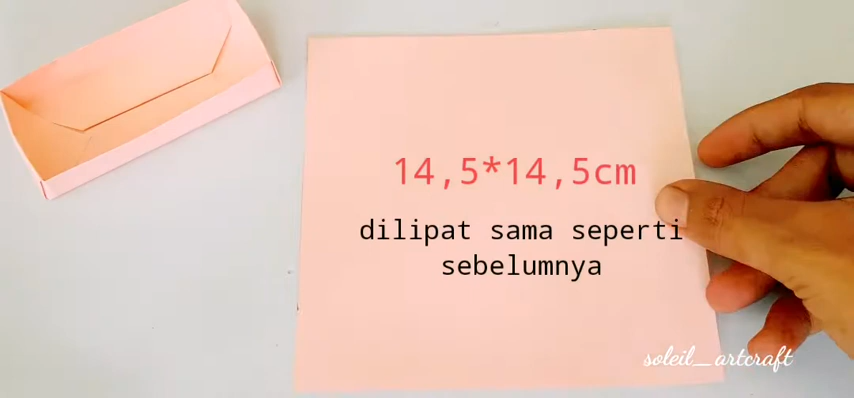 14,5*14,5cm
dilipat sama seperti
sebelumnya
soleil_artcraft